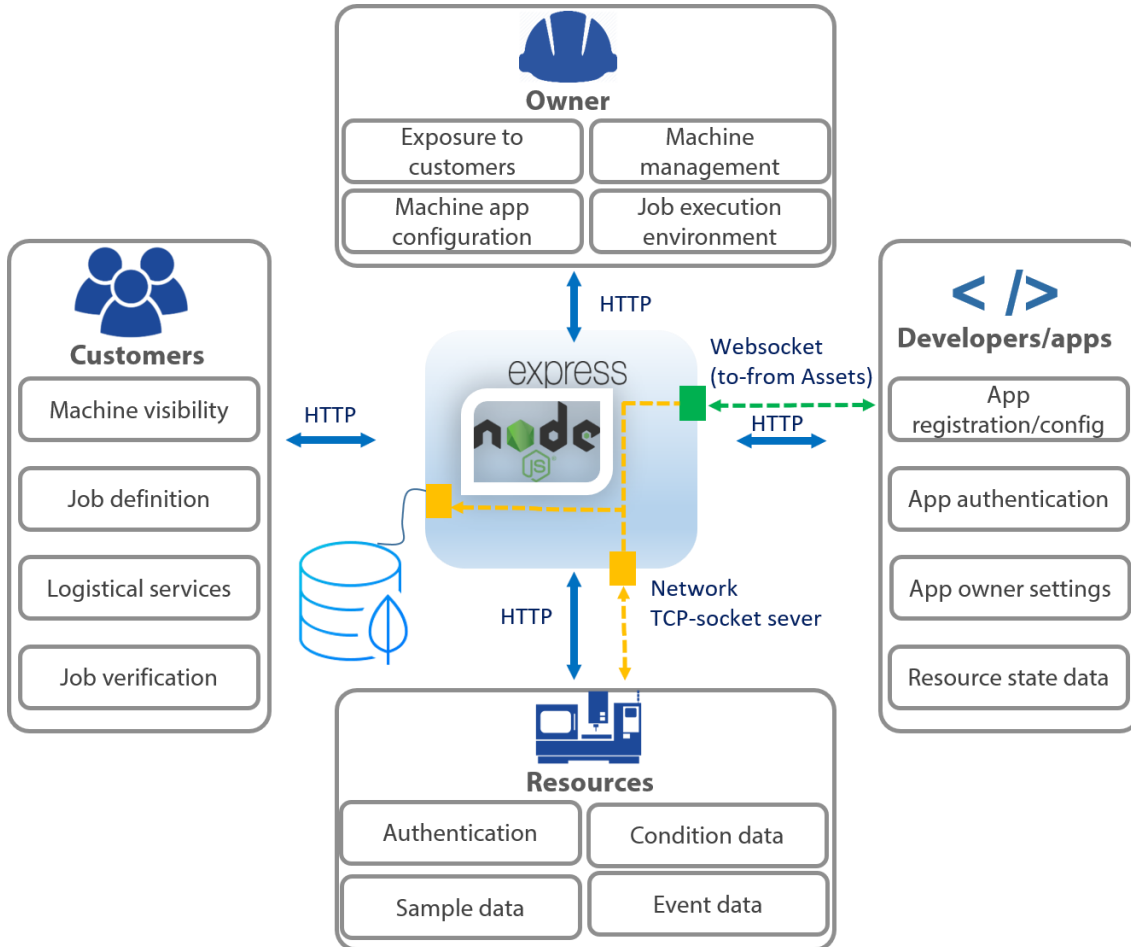 Owner
Exposure to
customers
Machine
management
Machine app
configuration
Job execution
environment
Customers
Machine visibility
Job definition
Logistical services
Job verification
HTTP
HTTP
express
node
JS
Websocket
(to-from Assets)
HTTP
< />
Developers/apps
App
registration/config
App authentication
App owner settings
Resource state data
HTTP
Network
TCP-socket sever
Resources
Authentication
Condition data
Sample data
Event data